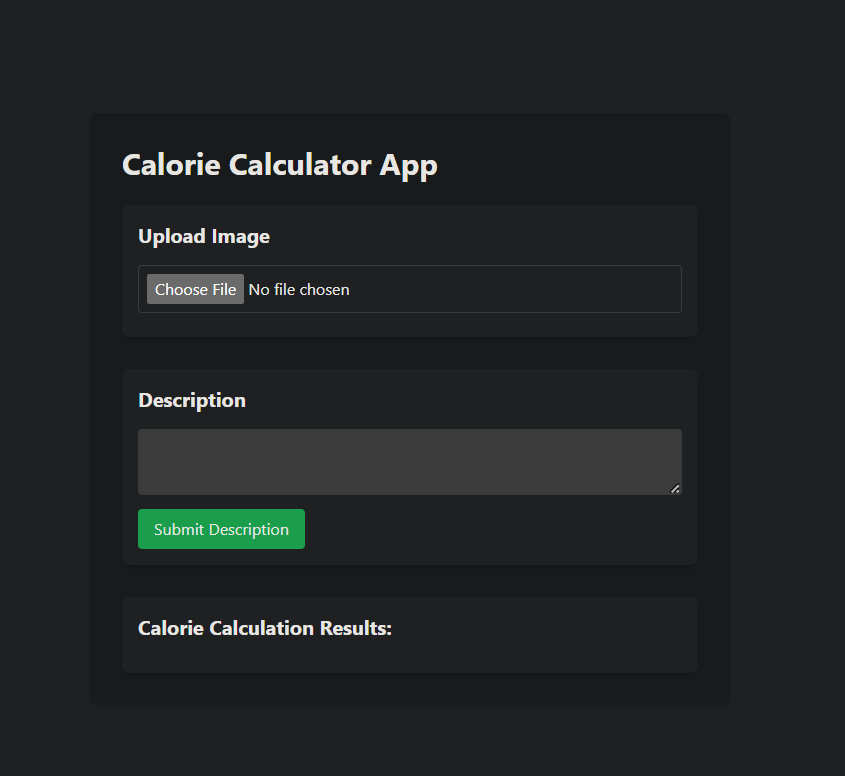 Calorie Calculator App
Upload Image
Choose File No file chosen
Description
Submit Description
Calorie Calculation Results: